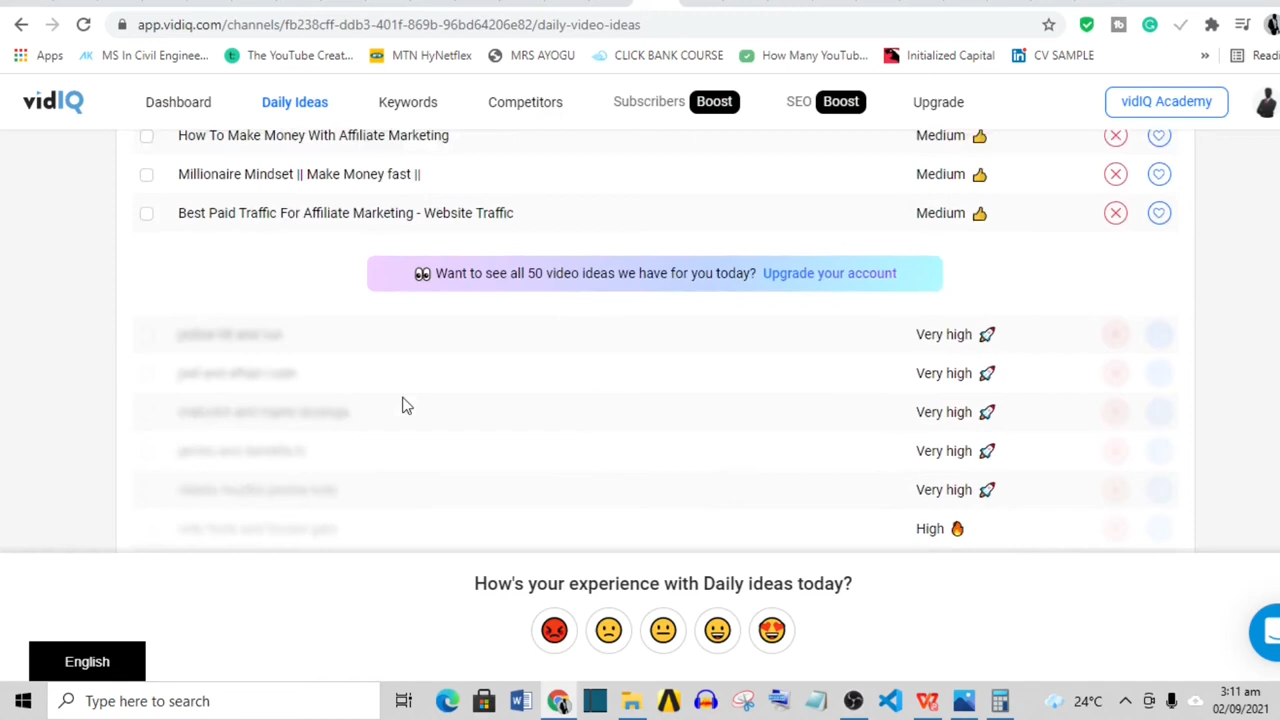 app.vidiq.com/channels/fb238cff-ddb3-401f-869b-96bd64206e82/daily-video-ideas
Apps MS In Civil Enginee... The YouTube Creat... MTN HyNetflex MRS AYOGU CLICK BANK COURSE How Many YouTub... Initialized Capital CV SAMPLE » Readi
vidIQ Dashboard Daily Ideas Keywords Competitors Subscribers Boost SEO Boost Upgrade vidIQ Academy
How To Make Money With Affiliate Marketing Medium
Millionaire Mindset || Make Money fast || Medium
Best Paid Traffic For Affiliate Marketing - Website Traffic Medium
Want to see all 50 video ideas we have for you today? Upgrade your account
Very high
Very high
Very high
Very high
Very high
High
How's your experience with Daily ideas today?
English
Type here to search 24°C 3:11 am
02/09/2021